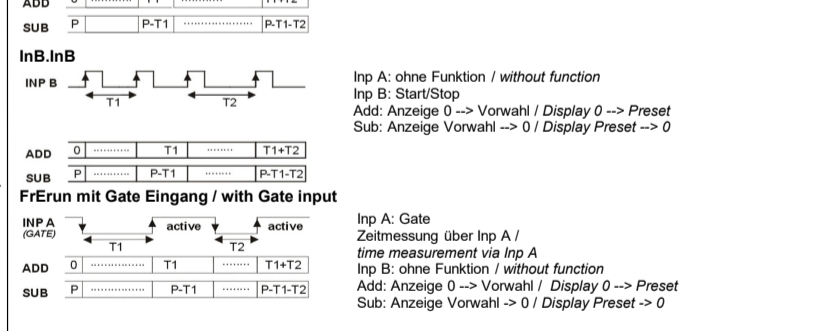 ADD 0 ............ T1 ............ T1+T2
SUB P P-T1 .................... P-T1-T2
InB.InB
INP B
T1 T2
Inp A: ohne Funktion / without function
Inp B: Start/Stop
Add: Anzeige 0 --> Vorwahl / Display 0 --> Preset
Sub: Anzeige Vorwahl --> 0 / Display Preset --> 0
ADD 0 ............ T1 ........ T1+T2
SUB P ............ P-T1 ........ P-T1-T2
FrErun mit Gate Eingang / with Gate input
INP A active active
(GATE)
T1 T2
ADD 0 ................ T1 ........ T1+T2
SUB P ................ P-T1 ........ P-T1-T2
Inp A: Gate
Zeitmessung über Inp A /
time measurement via Inp A
Inp B: ohne Funktion / without function
Add: Anzeige 0 --> Vorwahl / Display 0 --> Preset
Sub: Anzeige Vorwahl -> 0 / Display Preset -> 0